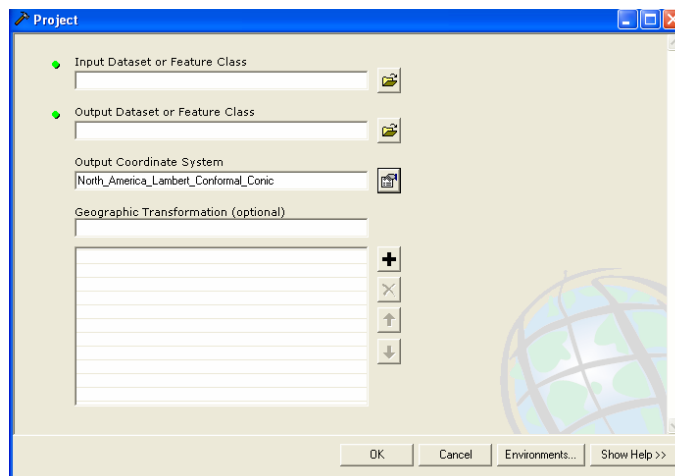 Project
Input Dataset or Feature Class
Output Dataset or Feature Class
Output Coordinate System
North_America_Lambert_Conformal_Conic
Geographic Transformation (optional)
OK Cancel Environments... Show Help >>